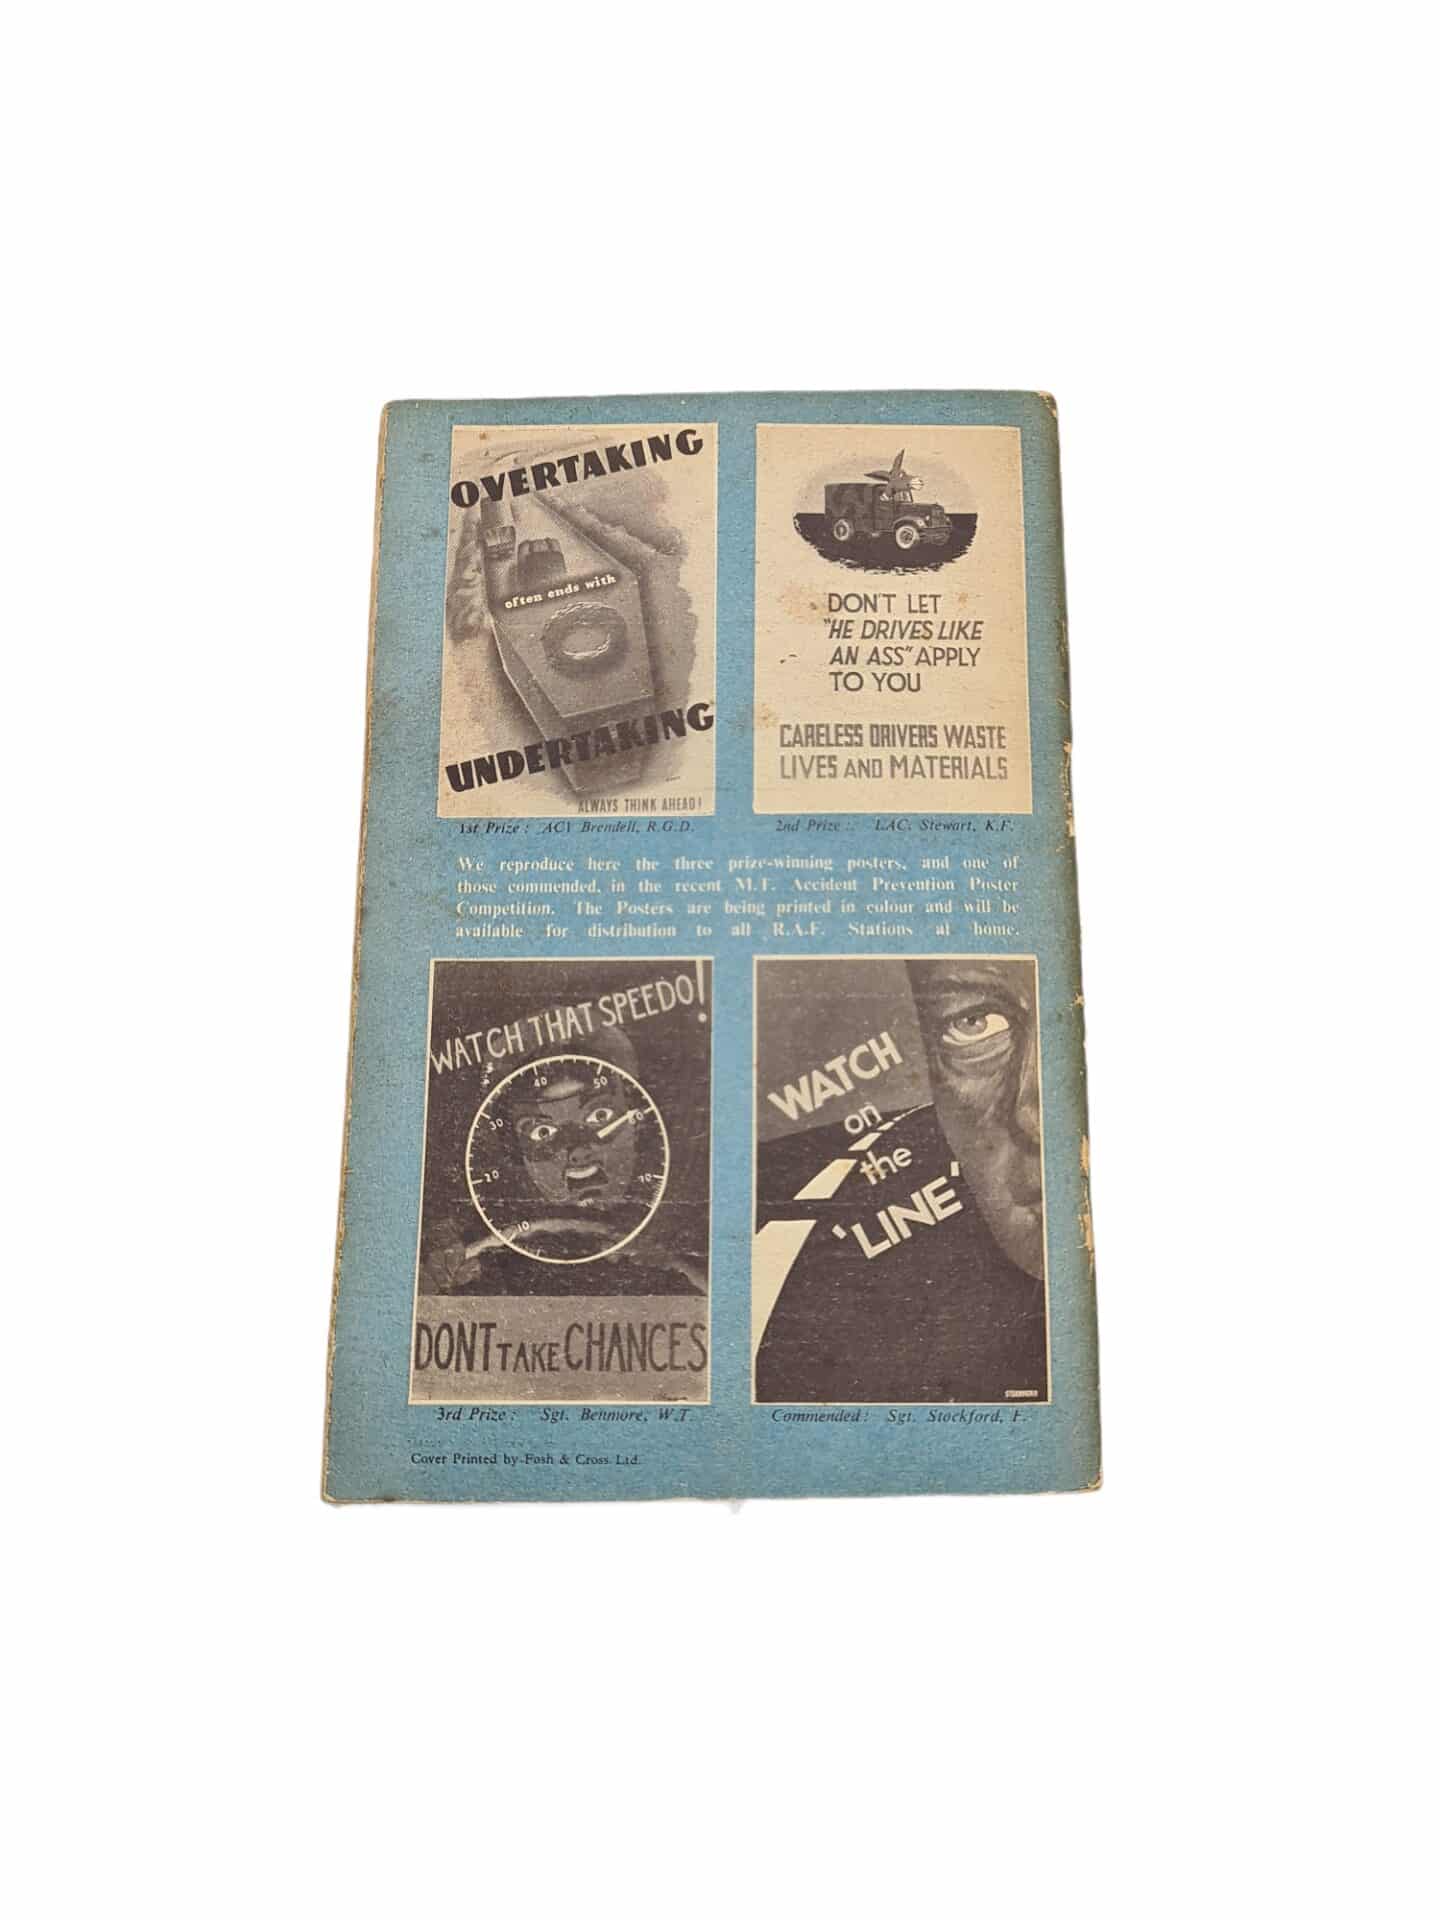 OVERTAKING
often ends with
UNDERTAKING
ALWAYS THINK AHEAD!
1st Prize: AC1 Brendell, R.G.D.
DON'T LET
"HE DRIVES LIKE
AN ASS" APPLY
TO YOU
CARELESS DRIVERS WASTE
LIVES AND MATERIALS
2nd Prize: LAC. Stewart, K.F.
We reproduce here the three prize-winning posters, and one of
those commended, in the recent M.T. Accident Prevention Poster
Competition. The Posters are being printed in colour and will be
available for distribution to all R.A.F. Stations at home.
WATCH THAT SPEEDO!
10
20
30
40
50
60
70
DONT TAKE CHANCES
3rd Prize: Sgt. Benmore, W.T.
WATCH
on
the
'LINE'
Commended: Sgt. Stockford, F.
Cover Printed by Fosh & Cross Ltd.